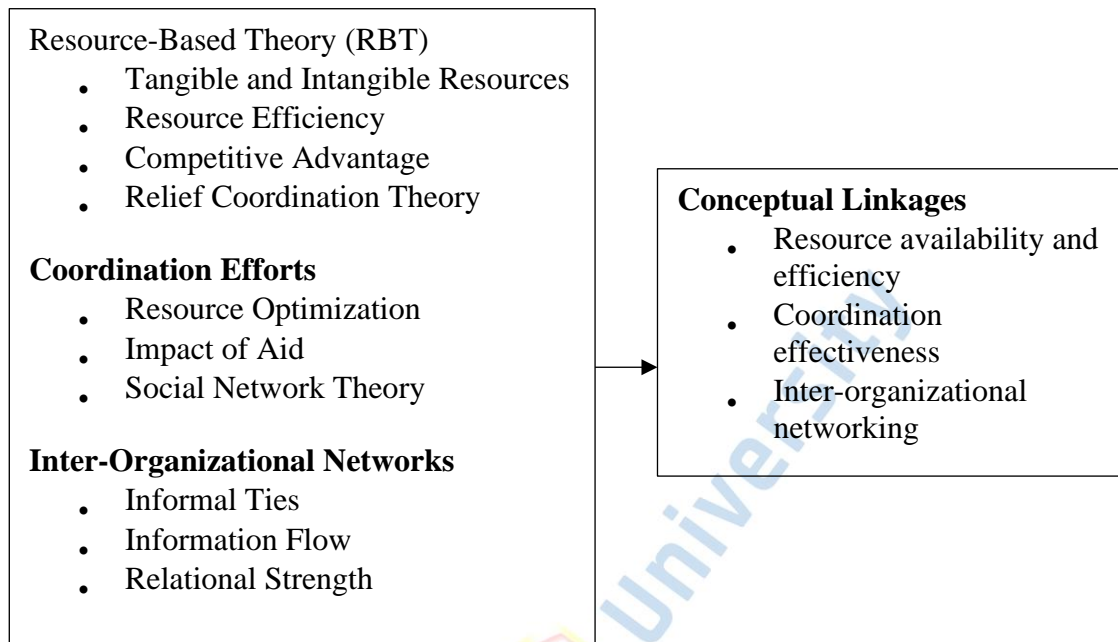 Resource-Based Theory (RBT)
• Tangible and Intangible Resources
• Resource Efficiency
• Competitive Advantage
• Relief Coordination Theory
Coordination Efforts
• Resource Optimization
• Impact of Aid
• Social Network Theory
Inter-Organizational Networks
• Informal Ties
• Information Flow
• Relational Strength
Conceptual Linkages
• Resource availability and
efficiency
• Coordination
effectiveness
• Inter-organizational
networking
University